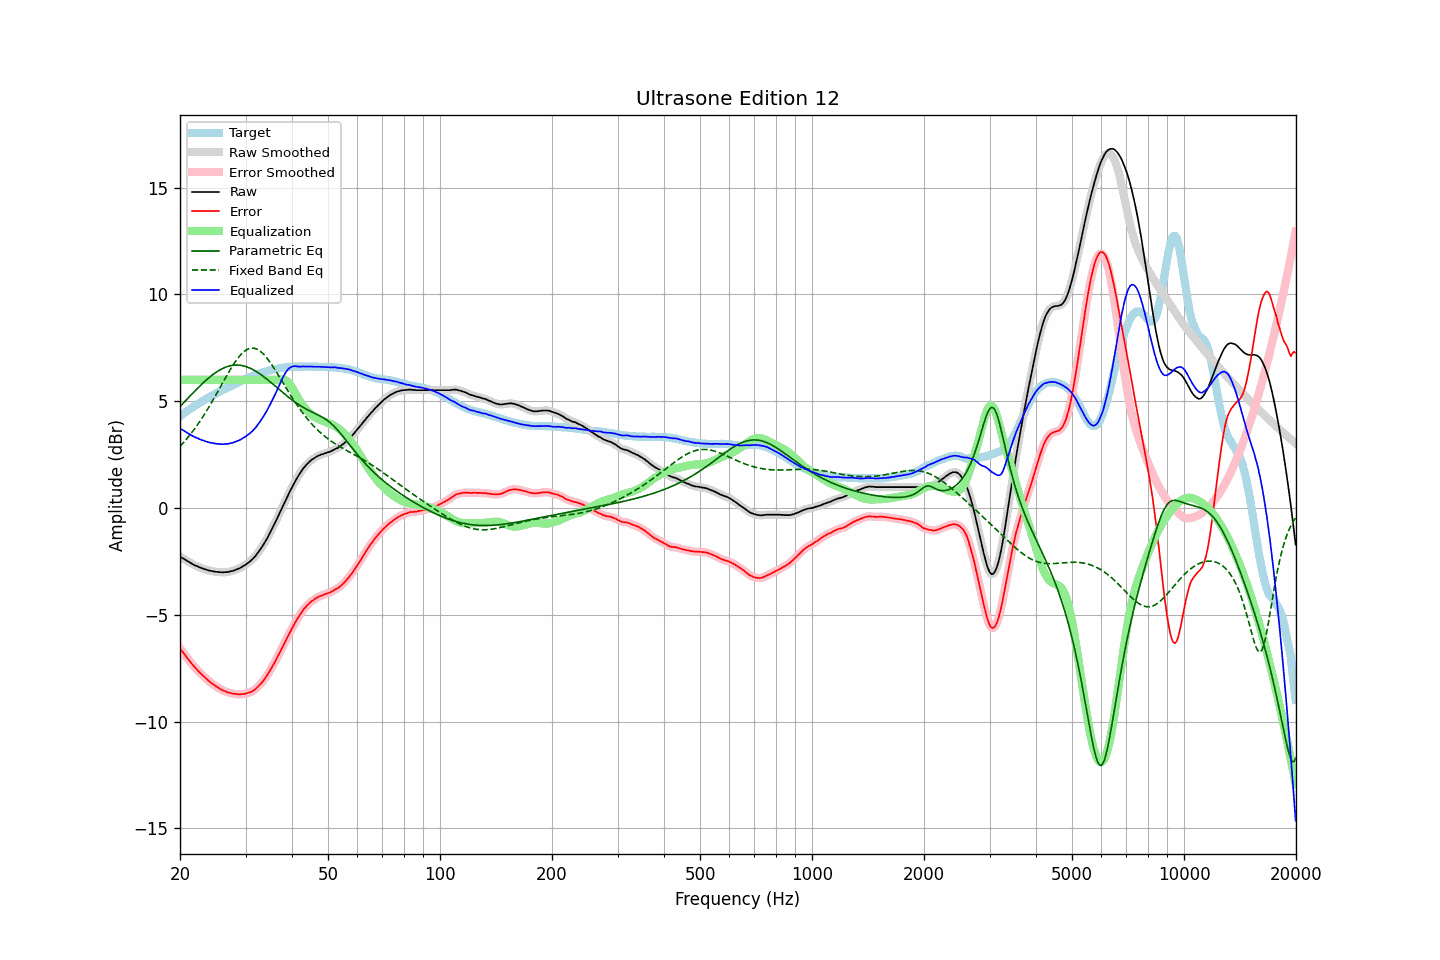 Ultrasone Edition 12
Target
Raw Smoothed
Error Smoothed
Raw
Error
Equalization
Parametric Eq
Fixed Band Eq
Equalized
Amplitude (dBr)
15
10
5
0
−5
−10
−15
20 50 100 200 500 1000 2000 5000 10000 20000
Frequency (Hz)